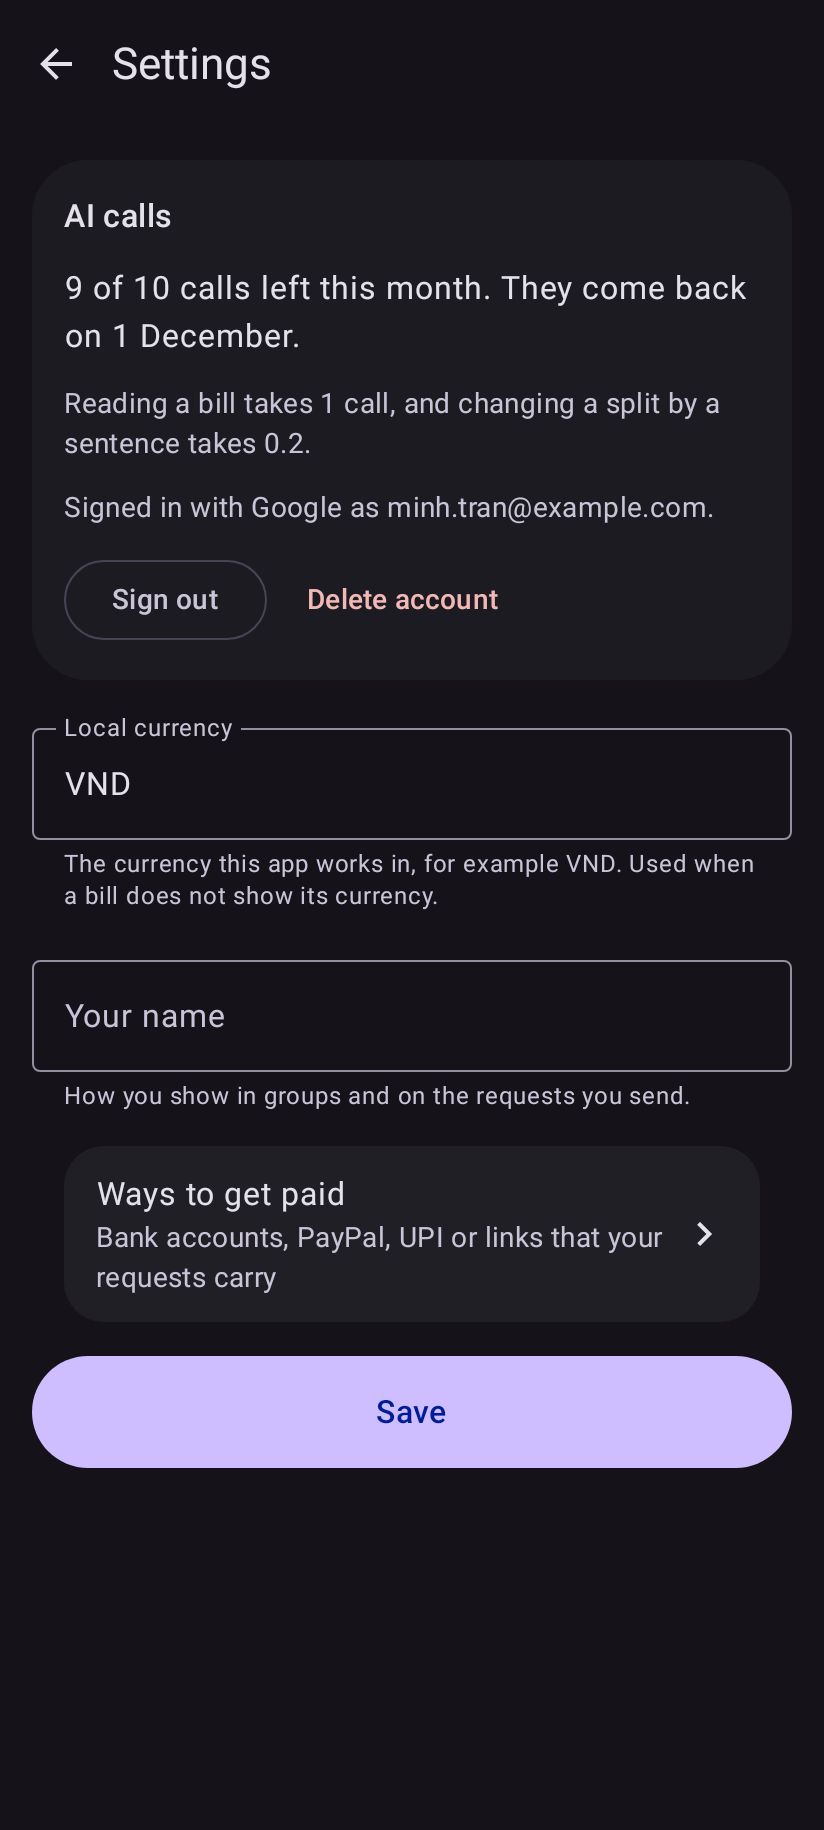 Settings
AI calls
9 of 10 calls left this month. They come back
on 1 December.
Reading a bill takes 1 call, and changing a split by a
sentence takes 0.2.
Signed in with Google as minh.tran@example.com.
Sign out
Delete account
Local currency
VND
The currency this app works in, for example VND. Used when
a bill does not show its currency.
Your name
How you show in groups and on the requests you send.
Ways to get paid
Bank accounts, PayPal, UPI or links that your
requests carry
Save